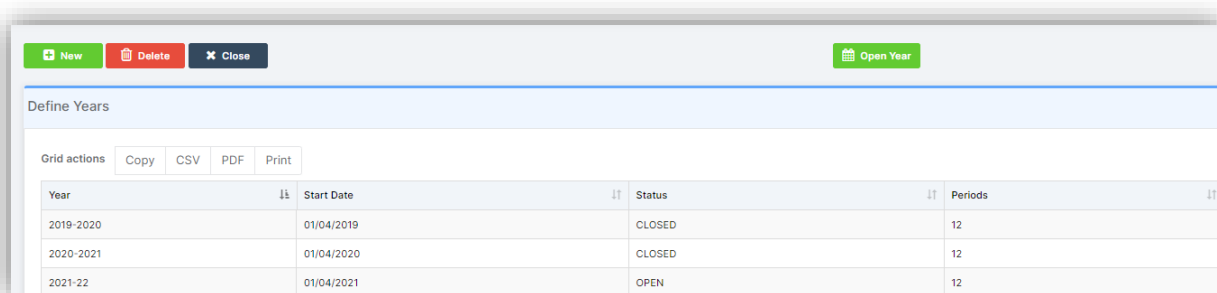 New Delete Close Open Year
Define Years
Grid actions Copy CSV PDF Print
Year Start Date Status Periods
2019-2020 01/04/2019 CLOSED 12
2020-2021 01/04/2020 CLOSED 12
2021-22 01/04/2021 OPEN 12